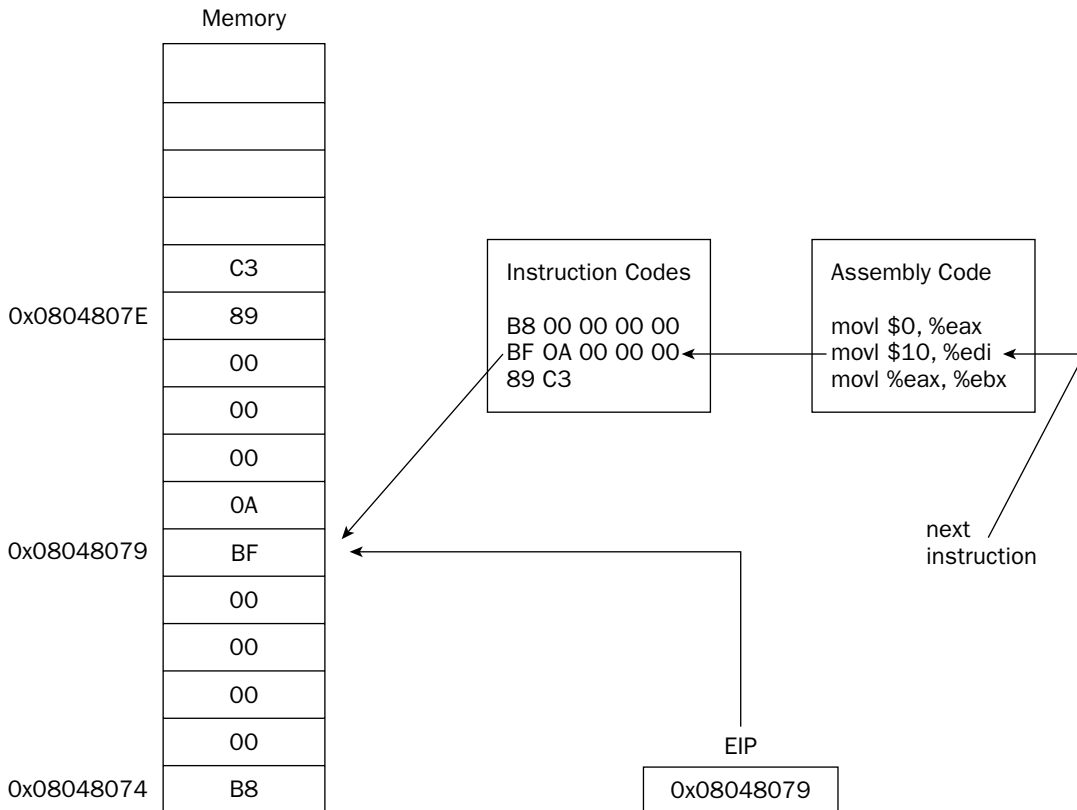 Memory
C3
0x0804807E 89
00
00
00
0A
0x08048079 BF
00
00
00
00
0x08048074 B8
Instruction Codes
B8 00 00 00 00
BF 0A 00 00 00
89 C3
Assembly Code
movl $0, %eax
movl $10, %edi
movl %eax, %ebx
next
instruction
EIP
0x08048079